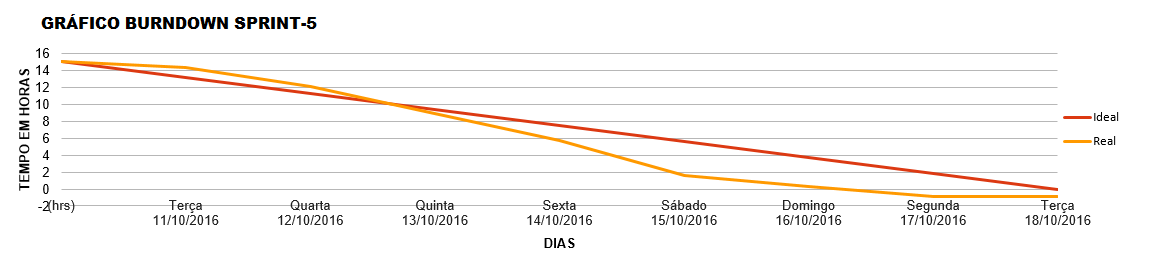 GRÁFICO BURNDOWN SPRINT-5
16
14
12
10
8
6
4
2
0
-2
TEMPO EM HORAS
(hrs)
Terça
11/10/2016
Quarta
12/10/2016
Quinta
13/10/2016
Sexta
14/10/2016
Sábado
15/10/2016
Domingo
16/10/2016
Segunda
17/10/2016
Terça
18/10/2016
DIAS
Ideal
Real